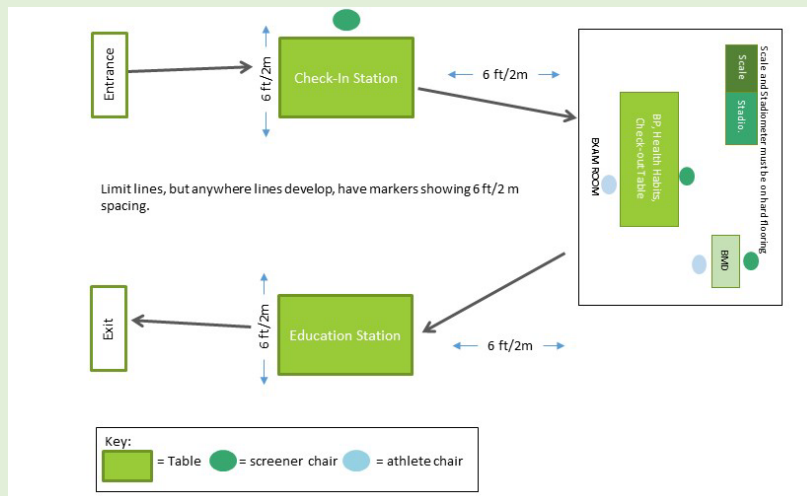 Entrance
6 ft/2m
Check-In Station
6 ft/2m
Scale
Stadio.
Scale and Stadiometer must be on hard flooring
BP, Health Habits,
Check-out Table
EXAM ROOM
BMD
Limit lines, but anywhere lines develop, have markers showing 6 ft/2 m
spacing.
Exit
6 ft/2m
Education Station
6 ft/2m
Key:
= Table
= screener chair
= athlete chair